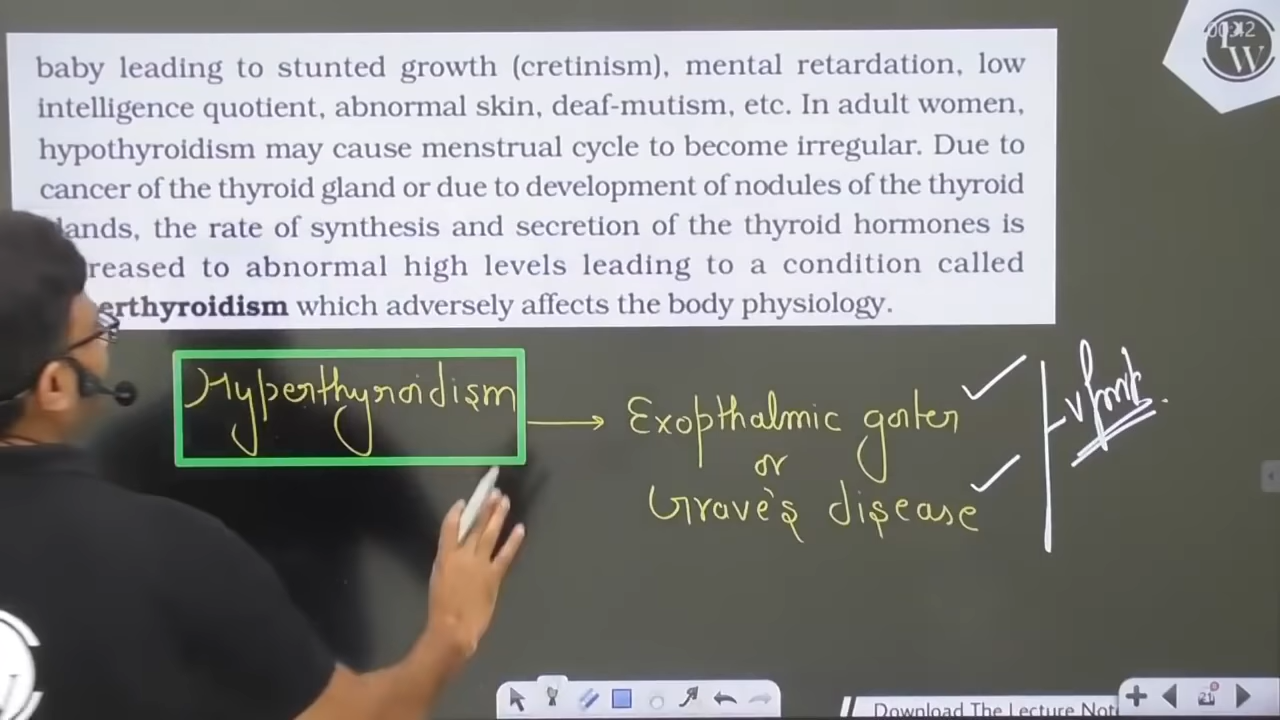 baby leading to stunted growth (cretinism), mental retardation, low
intelligence quotient, abnormal skin, deaf-mutism, etc. In adult women,
hypothyroidism may cause menstrual cycle to become irregular. Due to
cancer of the thyroid gland or due to development of nodules of the thyroid
lands, the rate of synthesis and secretion of the thyroid hormones is
reased to abnormal high levels leading to a condition called
erthyroidism which adversely affects the body physiology.
Hyperthyroidism
Exopthalmic goiter
or
Grave's disease
vImt.
PW
21
Download The Lecture Not